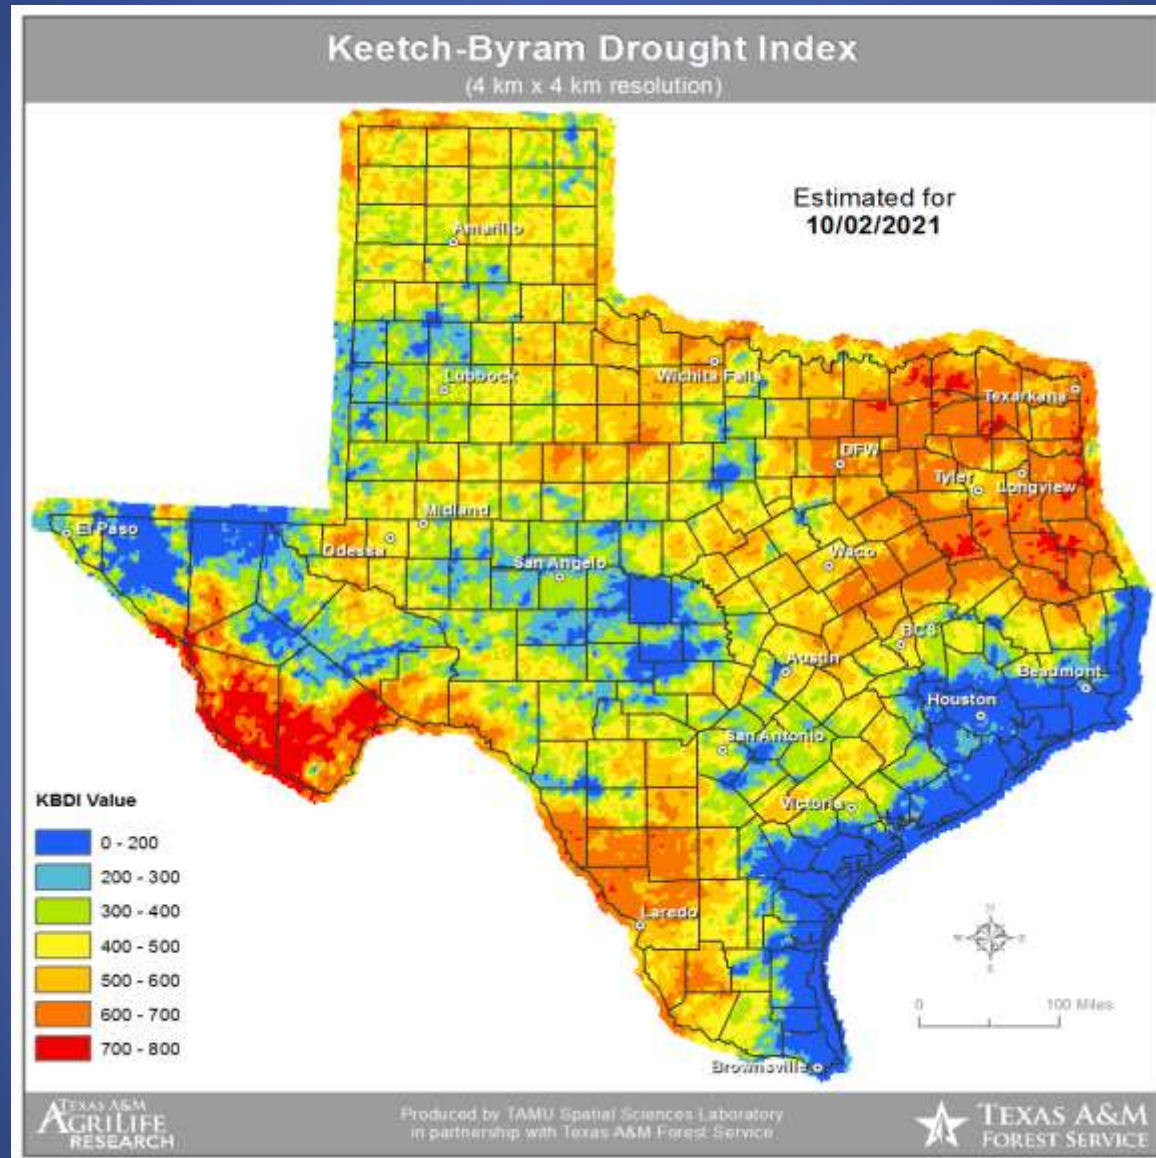 Keetch-Byram Drought Index
(4 km x 4 km resolution)
Estimated for
10/02/2021
Amarillo
Lubbock
Wichita Falls
Texarkana
DFW
Tyler
Longview
Midland
El Paso
Odessa
San Angelo
Waco
BCS
Austin
Beaumont
Houston
San Antonio
Victoria
Laredo
Brownsville
KBDI Value
0 - 200
200 - 300
300 - 400
400 - 500
500 - 600
600 - 700
700 - 800
N
W
E
S
0 100 Miles
TEXAS A&M
AGRILIFE
RESEARCH
Produced by TAMU Spatial Sciences Laboratory
in partnership with Texas A&M Forest Service
TEXAS A&M
FOREST SERVICE